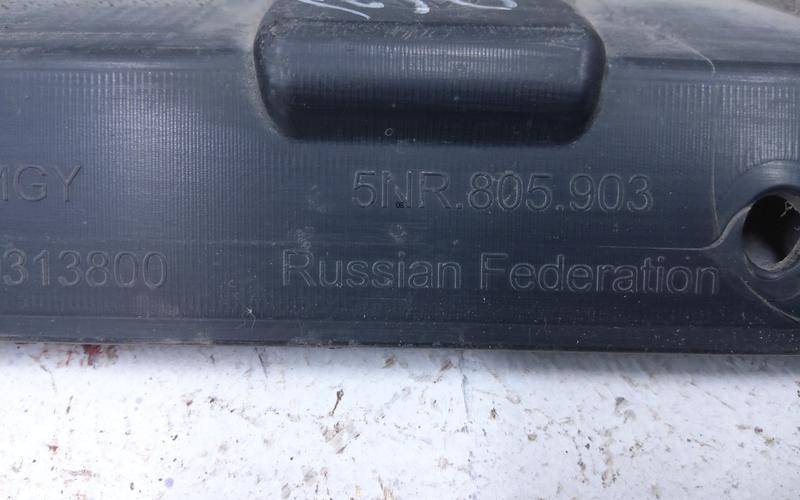 MGY
5NR.805.903
313800
Russian Federation